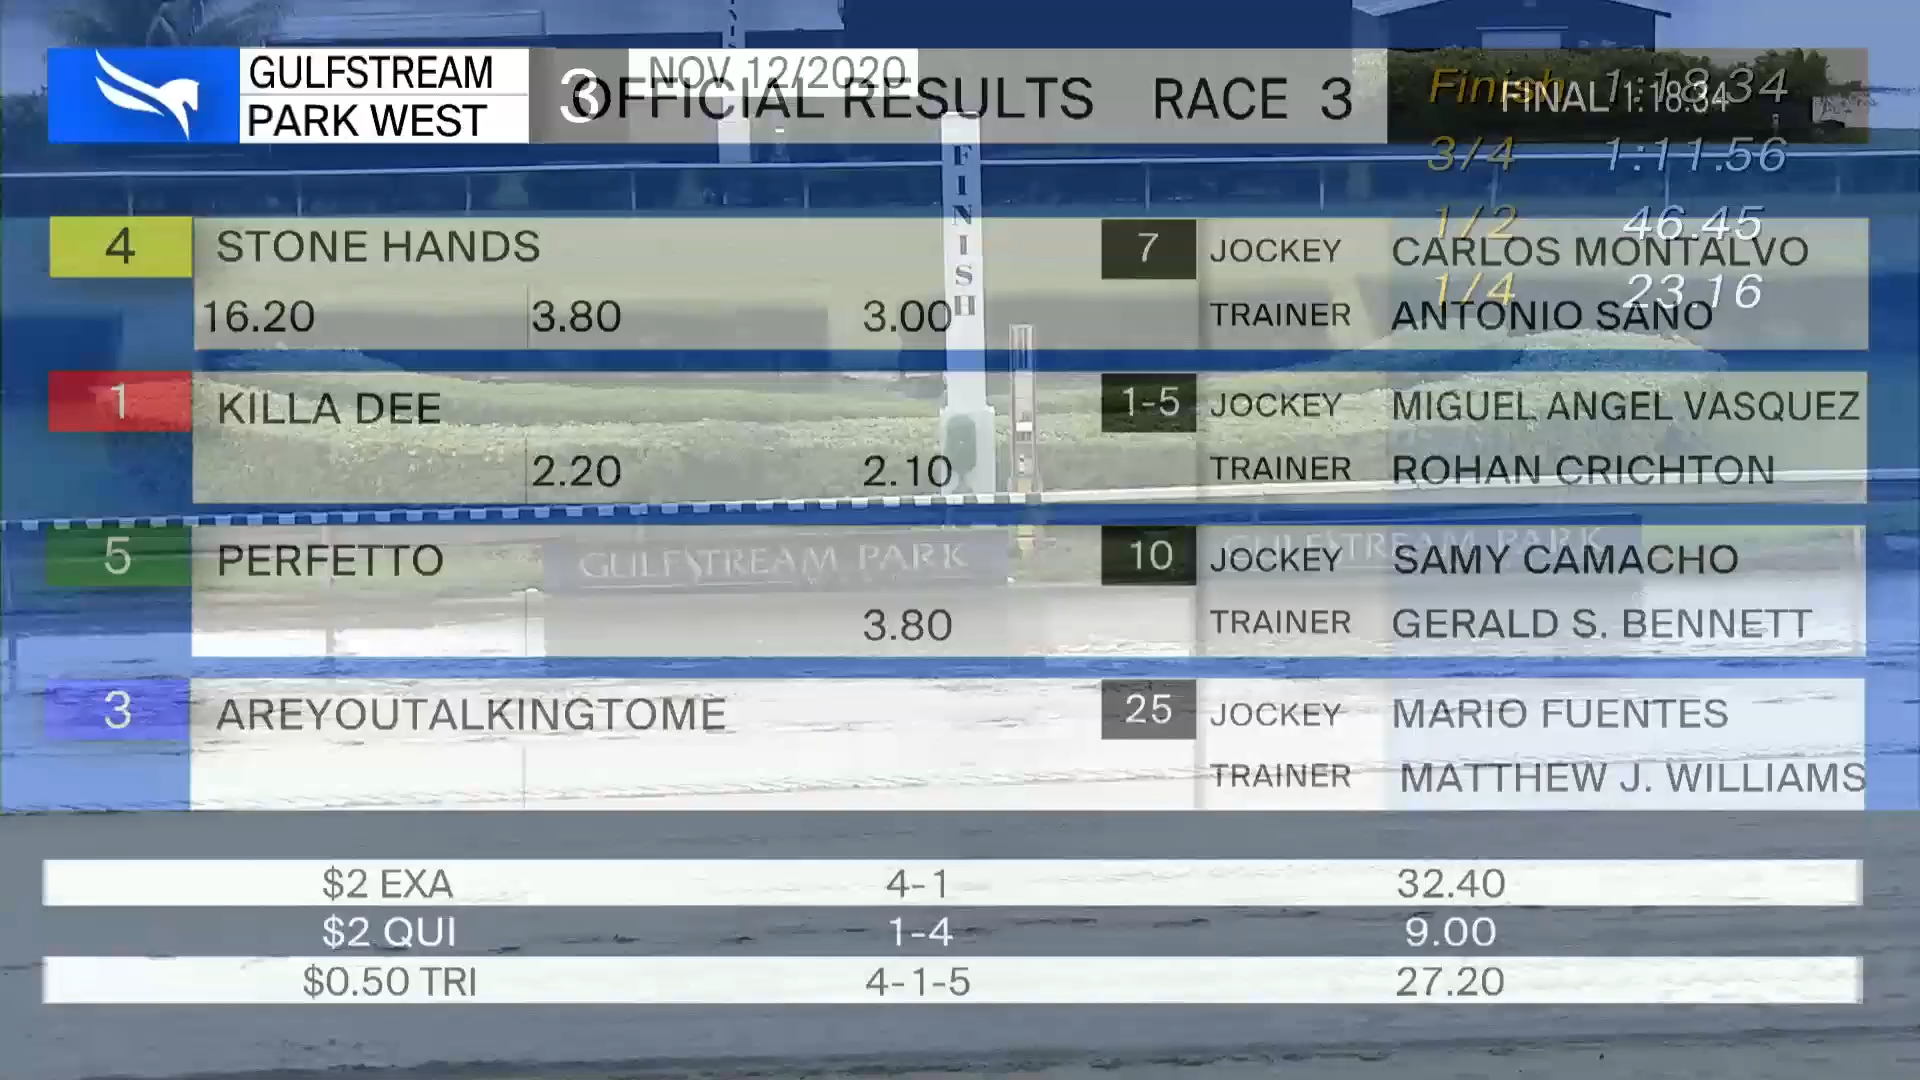 GULFSTREAM
PARK WEST
3
NOV 12/2020
OFFICIAL RESULTS RACE 3
Finish 1:18.34
FINAL 1:18.34
3/4 1:11.56
1/2 46.45
1/4 23.16
FINISH
4 STONE HANDS 7 JOCKEY CARLOS MONTALVO
16.20 3.80 3.00 TRAINER ANTONIO SANO
1 KILLA DEE 1-5 JOCKEY MIGUEL ANGEL VASQUEZ
2.20 2.10 TRAINER ROHAN CRICHTON
5 PERFETTO 10 JOCKEY SAMY CAMACHO
GULFSTREAM PARK GULFSTREAM PARK
3.80 TRAINER GERALD S. BENNETT
3 AREYOUTALKINGTOME 25 JOCKEY MARIO FUENTES
TRAINER MATTHEW J. WILLIAMS
$2 EXA 4-1 32.40
$2 QUI 1-4 9.00
$0.50 TRI 4-1-5 27.20